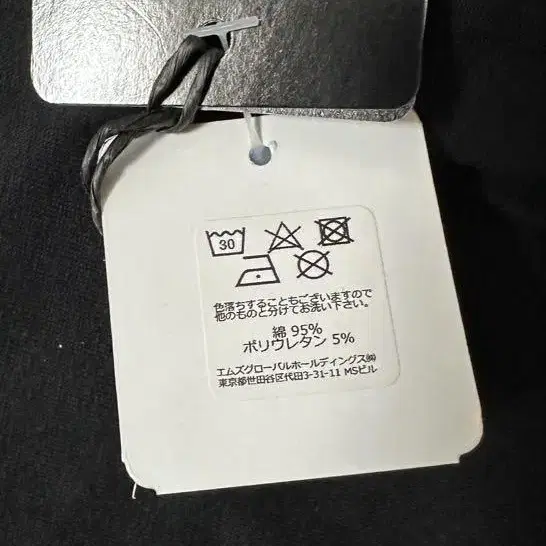 30
色落ちすることもございますので
他のものと分けてお洗い下さい。
綿 95%
ポリウレタン 5%
エムズグローバルホールディングス㈱
東京都世田谷区代田3-31-11 MSビル